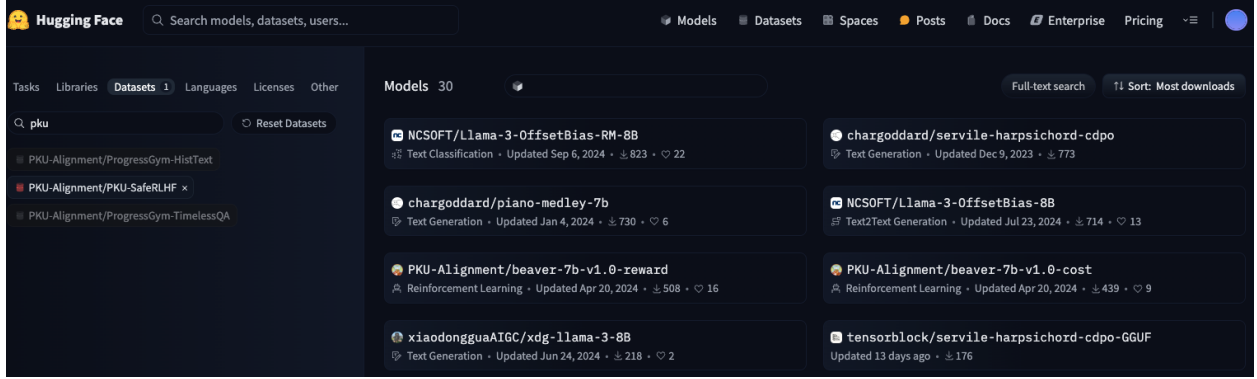 Hugging Face
Search models, datasets, users...
Models Datasets Spaces Posts Docs Enterprise Pricing
Tasks Libraries Datasets 1 Languages Licenses Other
pku
Reset Datasets
PKU-Alignment/ProgressGym-HistText
PKU-Alignment/PKU-SafeRLHF ×
PKU-Alignment/ProgressGym-TimelessQA
Models 30
Full-text search
Sort: Most downloads
NCSOFT/Llama-3-OffsetBias-RM-8B
Text Classification • Updated Sep 6, 2024 • 823 • 22
chargoddard/servile-harpsichord-cdpo
Text Generation • Updated Dec 9, 2023 • 773
chargoddard/piano-medley-7b
Text Generation • Updated Jan 4, 2024 • 730 • 6
NCSOFT/Llama-3-OffsetBias-8B
Text2Text Generation • Updated Jul 23, 2024 • 714 • 13
PKU-Alignment/beaver-7b-v1.0-reward
Reinforcement Learning • Updated Apr 20, 2024 • 508 • 16
PKU-Alignment/beaver-7b-v1.0-cost
Reinforcement Learning • Updated Apr 20, 2024 • 439 • 9
xiaodongguaAIGC/xdg-llama-3-8B
Text Generation • Updated Jun 24, 2024 • 218 • 2
tensorblock/servile-harpsichord-cdpo-GGUF
Updated 13 days ago • 176